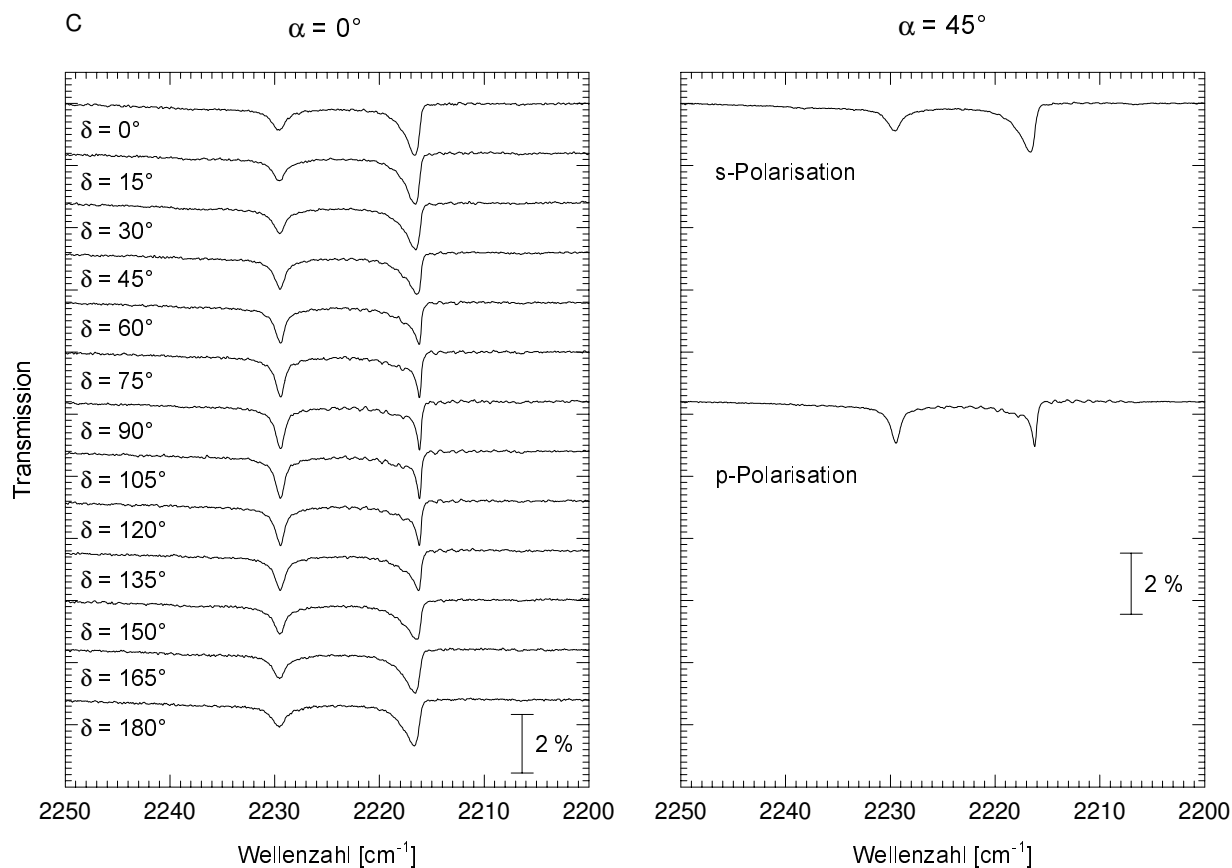 C
α = 0°
α = 45°
δ = 0°
δ = 15°
δ = 30°
δ = 45°
δ = 60°
δ = 75°
δ = 90°
δ = 105°
δ = 120°
δ = 135°
δ = 150°
δ = 165°
δ = 180°
2 %
Transmission
2250 2240 2230 2220 2210 2200
Wellenzahl [cm⁻¹]
s-Polarisation
p-Polarisation
2 %
2250 2240 2230 2220 2210 2200
Wellenzahl [cm⁻¹]